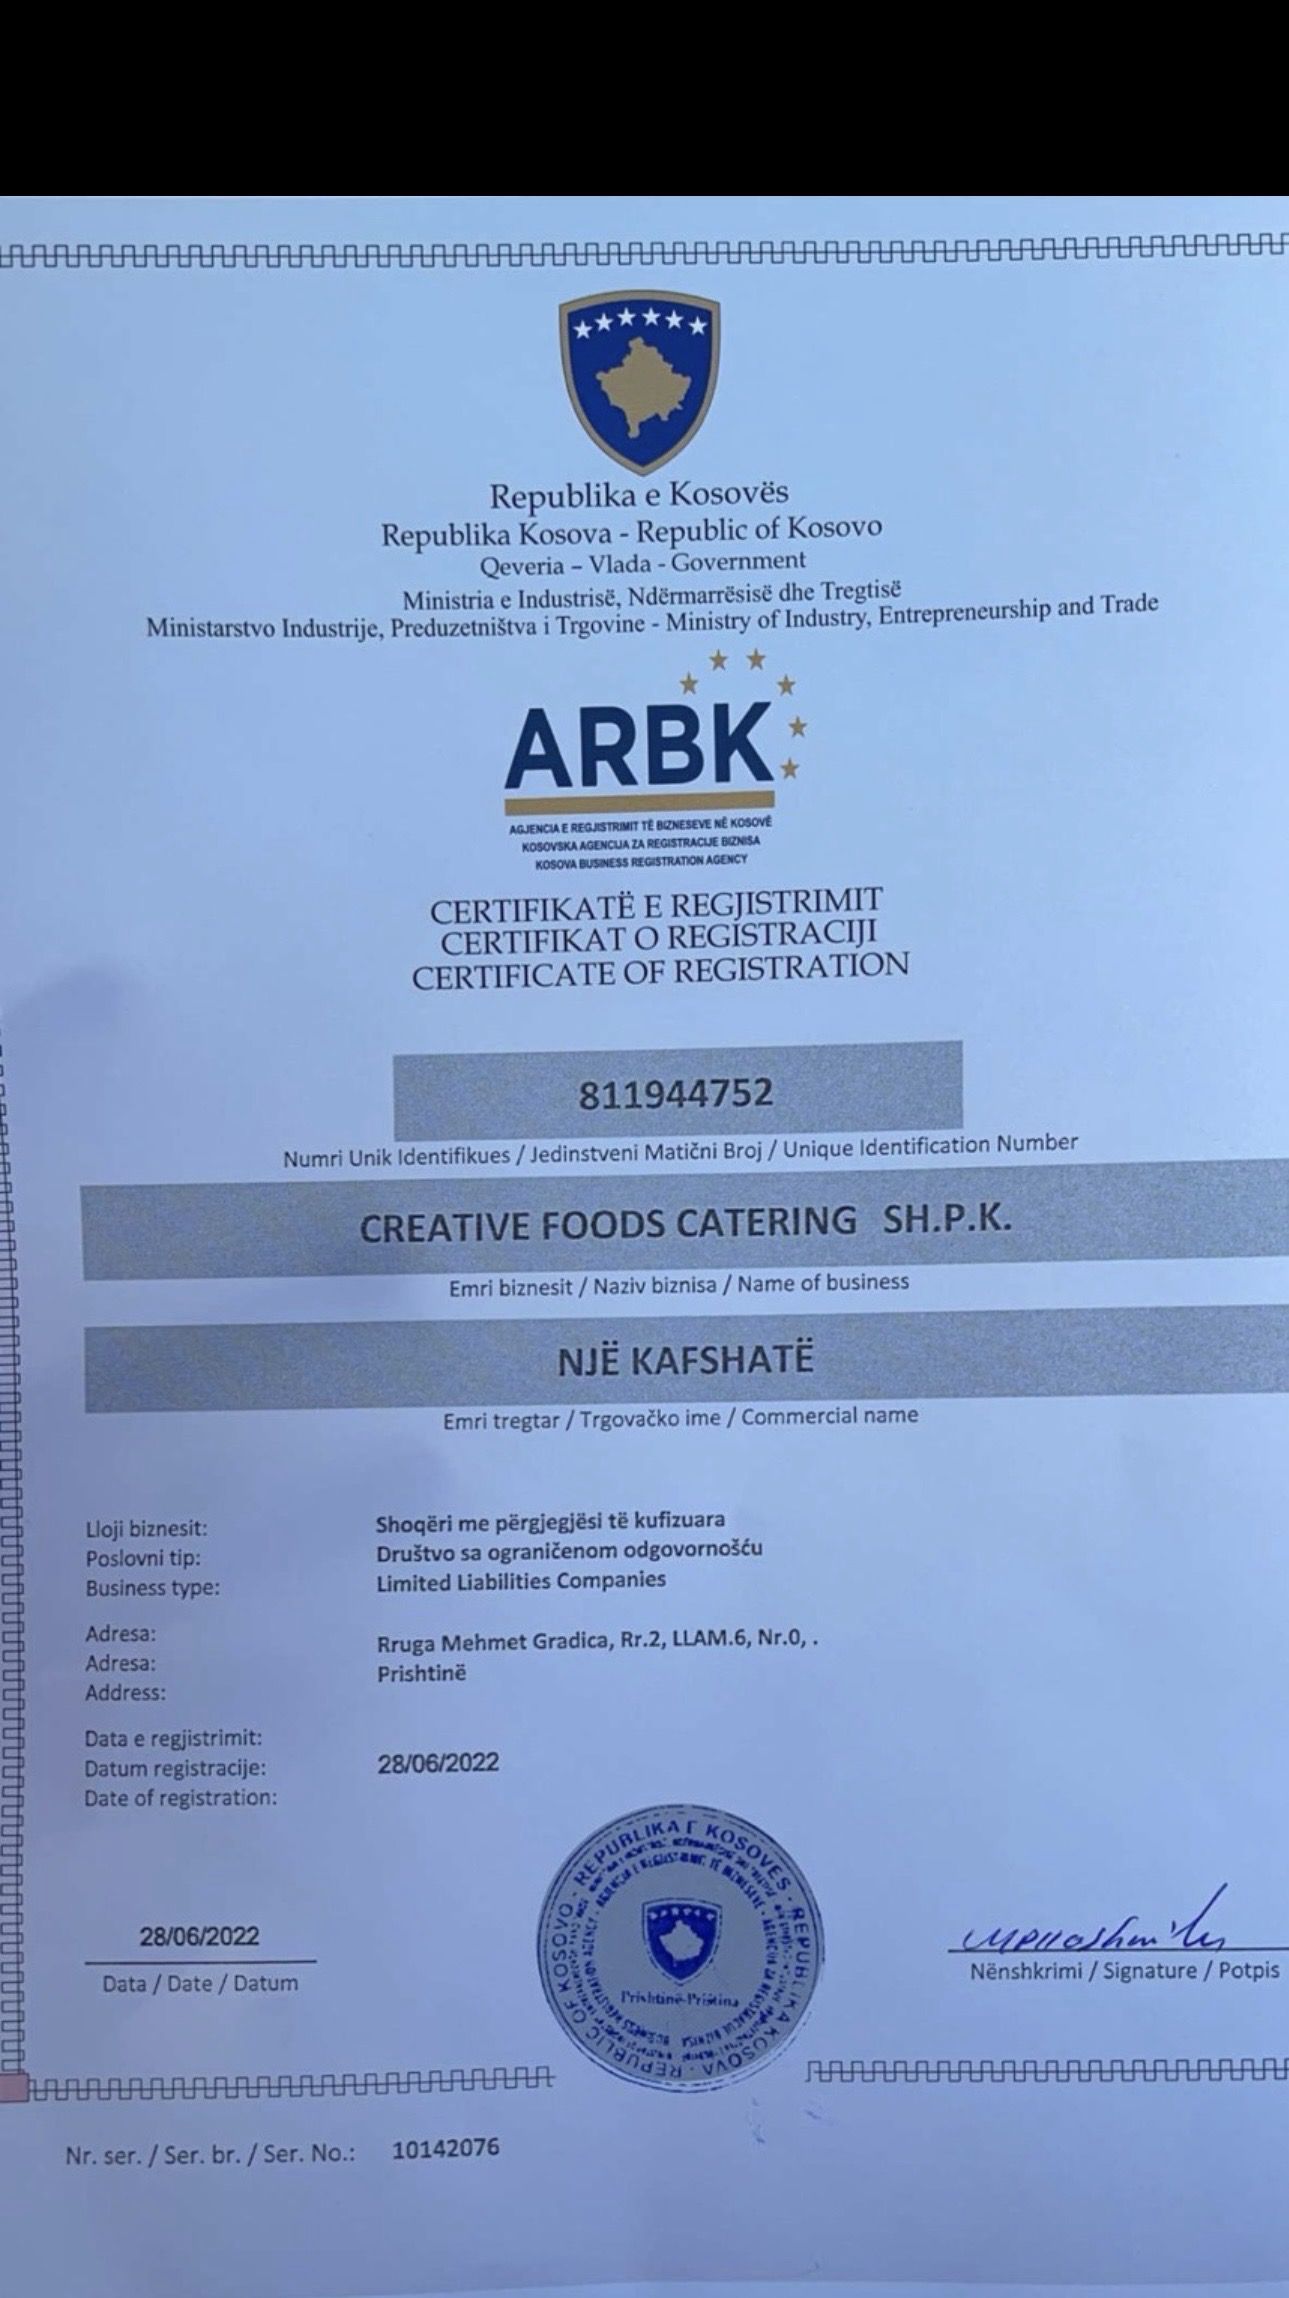 Republika e Kosovës
Republika Kosova - Republic of Kosovo
Qeveria – Vlada - Government
Ministria e Industrisë, Ndërmarrësisë dhe Tregtisë
Ministarstvo Industrije, Preduzetništva i Trgovine - Ministry of Industry, Entrepreneurship and Trade
ARBK
AGJENCIA E REGJISTRIMIT TË BIZNESEVE NË KOSOVË
KOSOVSKA AGENCIJA ZA REGISTRACIJE BIZNISA
KOSOVA BUSINESS REGISTRATION AGENCY
CERTIFIKATË E REGJISTRIMIT
CERTIFIKAT O REGISTRACIJI
CERTIFICATE OF REGISTRATION
811944752
Numri Unik Identifikues / Jedinstveni Matični Broj / Unique Identification Number
CREATIVE FOODS CATERING SH.P.K.
Emri biznesit / Naziv biznisa / Name of business
NJË KAFSHATË
Emri tregtar / Trgovačko ime / Commercial name
Lloji biznesit: Shoqëri me përgjegjësi të kufizuara
Poslovni tip: Društvo sa ograničenom odgovornošću
Business type: Limited Liabilities Companies
Adresa: Rruga Mehmet Gradica, Rr.2, LLAM.6, Nr.0, .
Adresa: Prishtinë
Address:
Data e regjistrimit:
Datum registracije: 28/06/2022
Date of registration:
REPUBLIKA E KOSOVËS - REPUBLIKA KOSOVA - REPUBLIC OF KOSOVO
Prishtinë-Priština
28/06/2022
Data / Date / Datum
Nënshkrimi / Signature / Potpis
Nr. ser. / Ser. br. / Ser. No.: 10142076